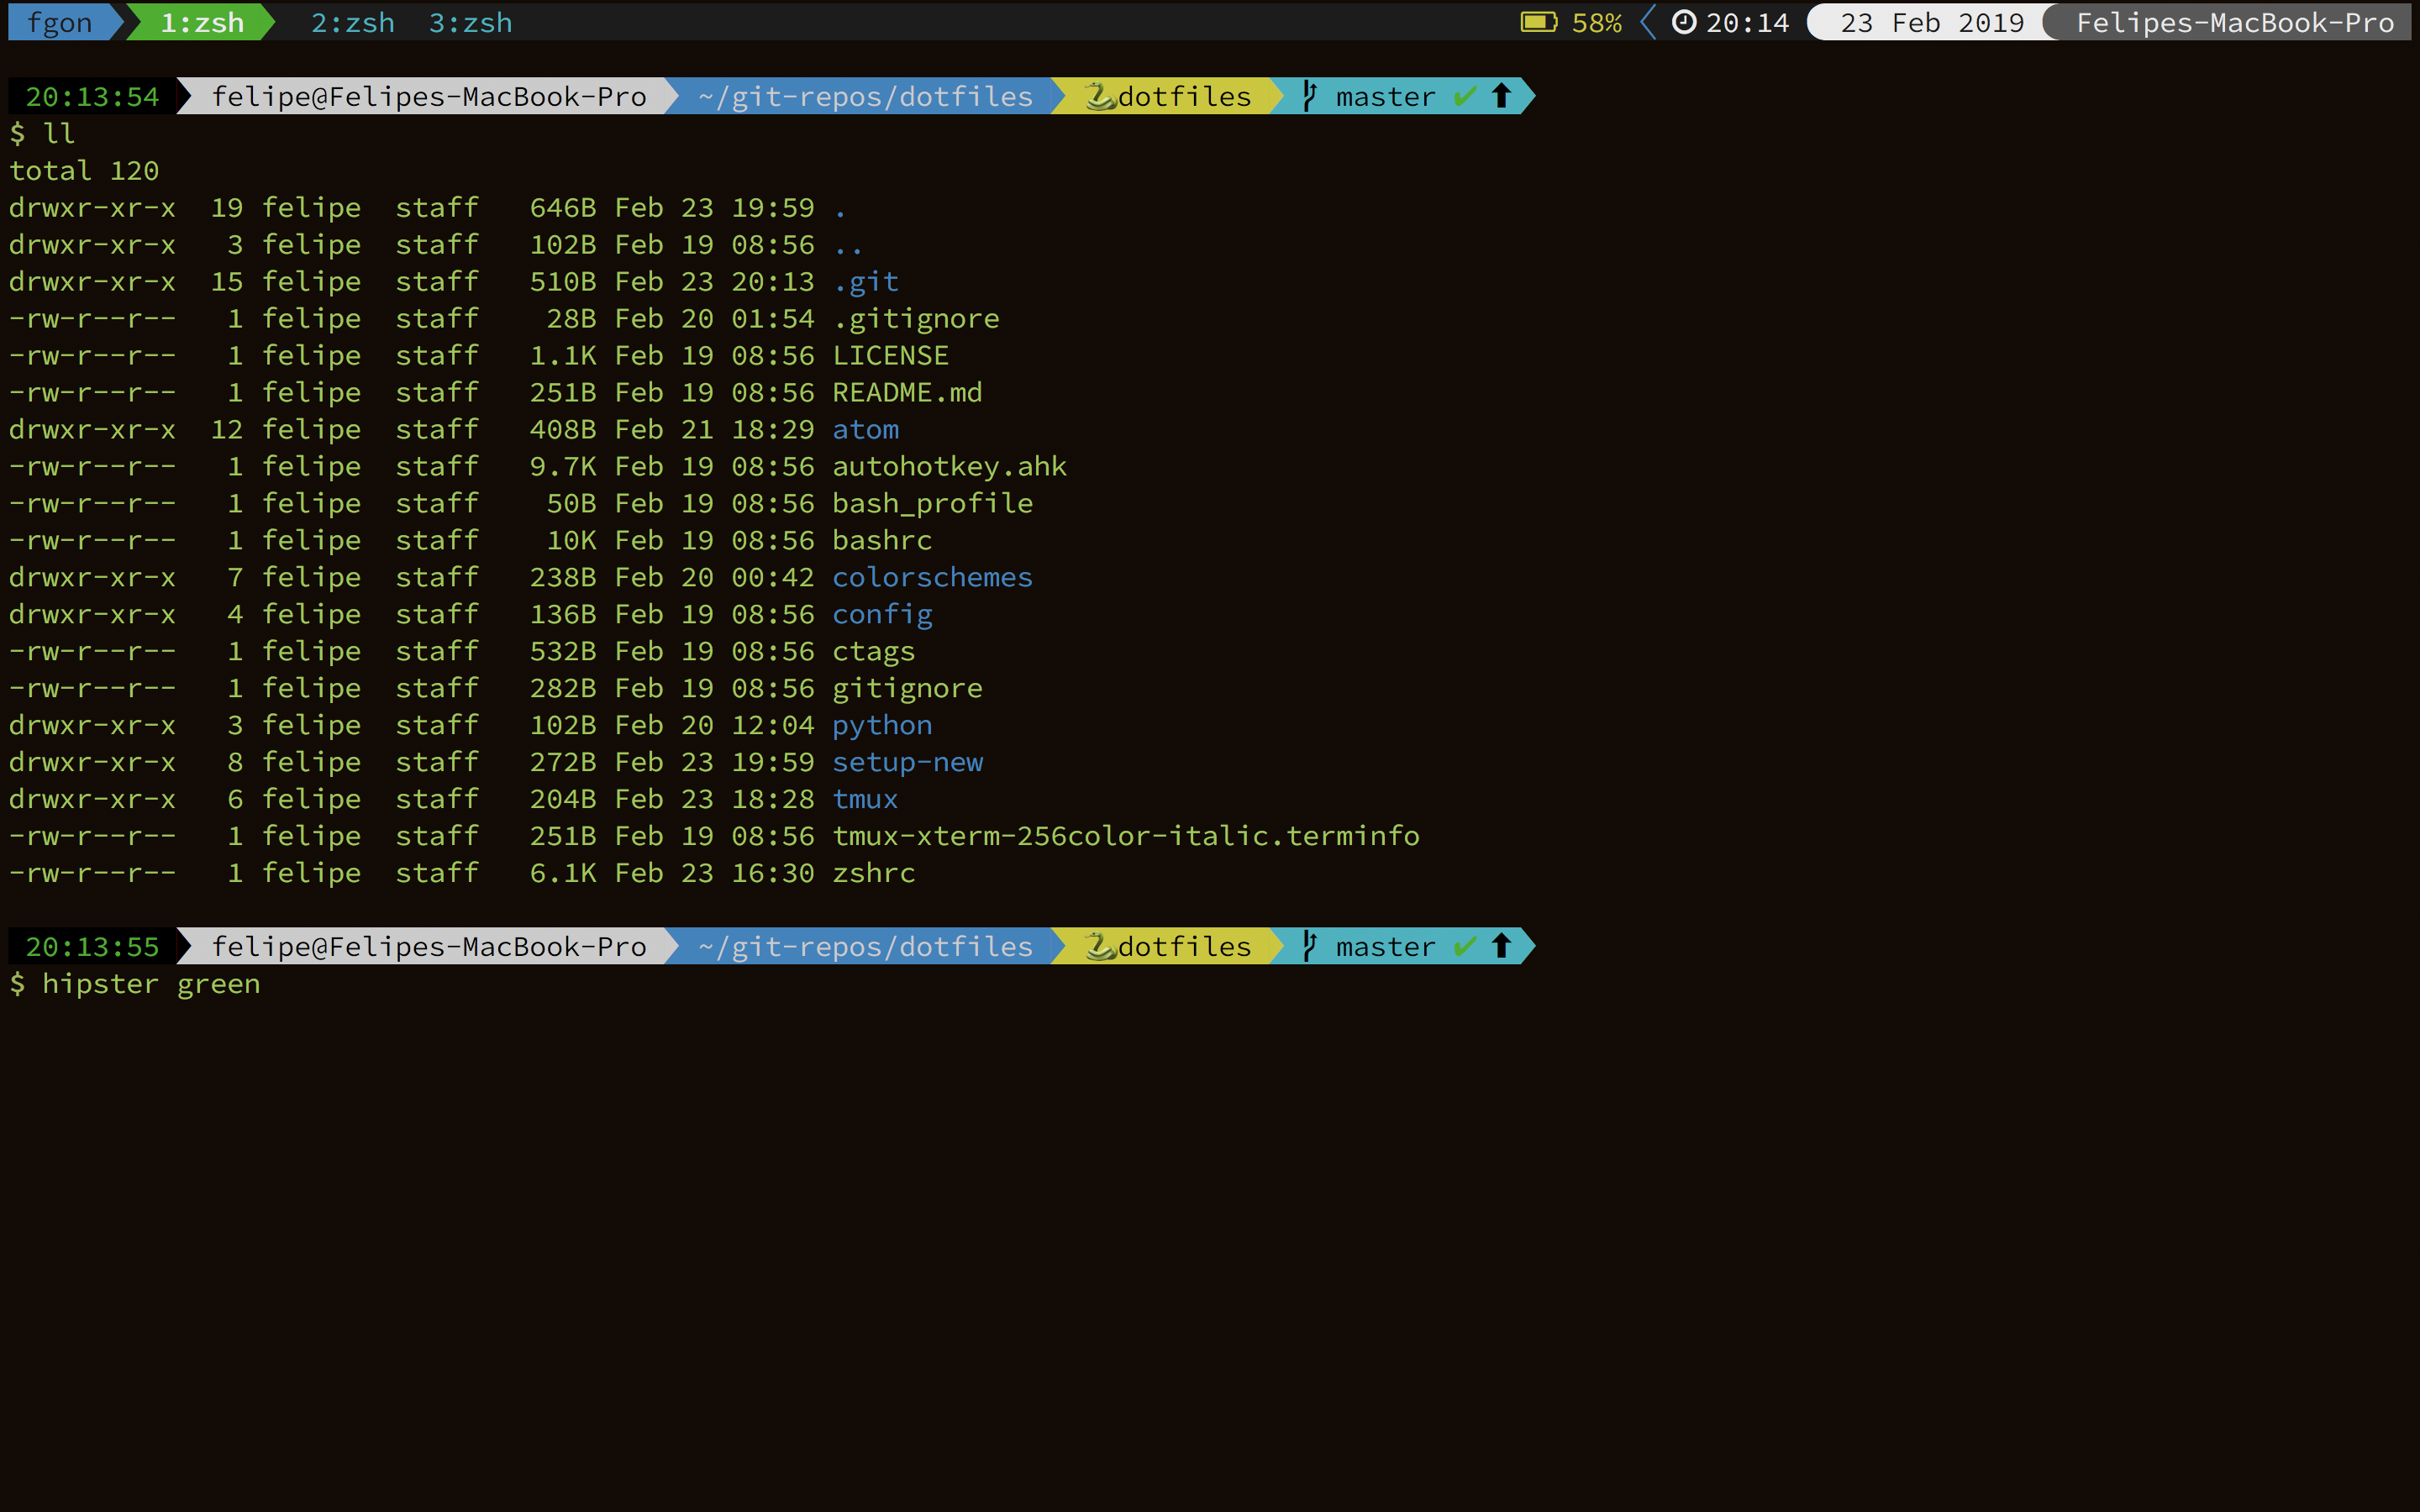 fgon 1:zsh 2:zsh 3:zsh 58% 20:14 23 Feb 2019 Felipes-MacBook-Pro
20:13:54 felipe@Felipes-MacBook-Pro ~/git-repos/dotfiles dotfiles master ✔ ⬆
$ ll
total 120
drwxr-xr-x  19 felipe  staff   646B Feb 23 19:59 .
drwxr-xr-x   3 felipe  staff   102B Feb 19 08:56 ..
drwxr-xr-x  15 felipe  staff   510B Feb 23 20:13 .git
-rw-r--r--   1 felipe  staff    28B Feb 20 01:54 .gitignore
-rw-r--r--   1 felipe  staff   1.1K Feb 19 08:56 LICENSE
-rw-r--r--   1 felipe  staff   251B Feb 19 08:56 README.md
drwxr-xr-x  12 felipe  staff   408B Feb 21 18:29 atom
-rw-r--r--   1 felipe  staff   9.7K Feb 19 08:56 autohotkey.ahk
-rw-r--r--   1 felipe  staff    50B Feb 19 08:56 bash_profile
-rw-r--r--   1 felipe  staff    10K Feb 19 08:56 bashrc
drwxr-xr-x   7 felipe  staff   238B Feb 20 00:42 colorschemes
drwxr-xr-x   4 felipe  staff   136B Feb 19 08:56 config
-rw-r--r--   1 felipe  staff   532B Feb 19 08:56 ctags
-rw-r--r--   1 felipe  staff   282B Feb 19 08:56 gitignore
drwxr-xr-x   3 felipe  staff   102B Feb 20 12:04 python
drwxr-xr-x   8 felipe  staff   272B Feb 23 19:59 setup-new
drwxr-xr-x   6 felipe  staff   204B Feb 23 18:28 tmux
-rw-r--r--   1 felipe  staff   251B Feb 19 08:56 tmux-xterm-256color-italic.terminfo
-rw-r--r--   1 felipe  staff   6.1K Feb 23 16:30 zshrc
20:13:55 felipe@Felipes-MacBook-Pro ~/git-repos/dotfiles dotfiles master ✔ ⬆
$ hipster green